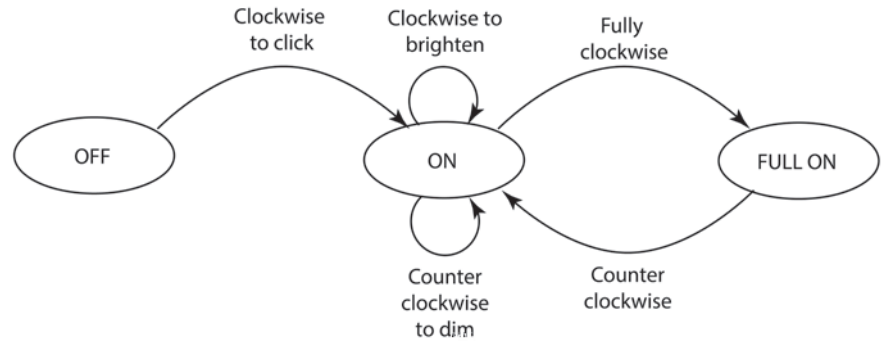 Clockwise
to click
Clockwise to
brighten
Fully
clockwise
OFF
ON
FULL ON
Counter
clockwise
to dim
Counter
clockwise